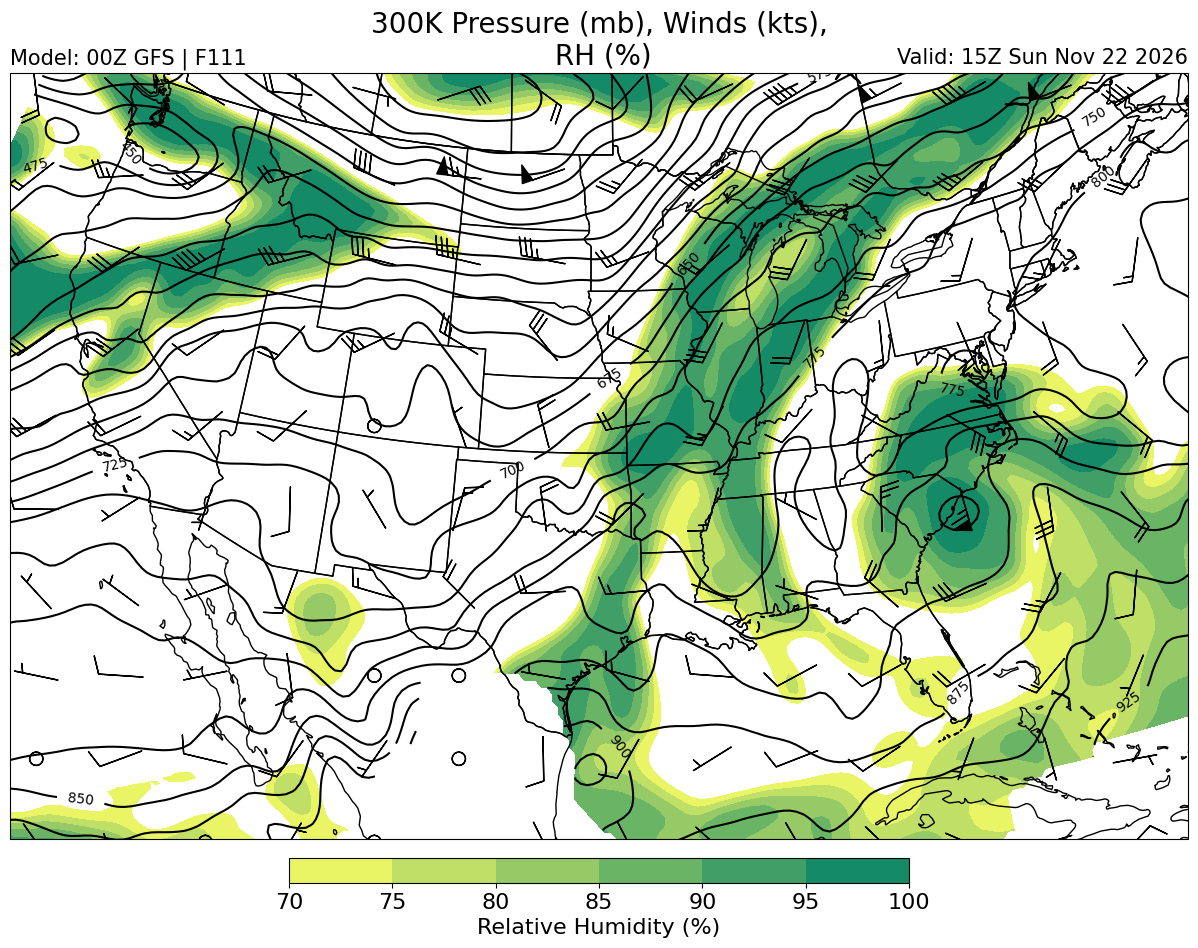 300K Pressure (mb), Winds (kts),
RH (%)
Model: 00Z GFS | F111
Valid: 15Z Sun Nov 22 2026
750
475
800
650
775
675
775
700
725
875
925
900
850
70 75 80 85 90 95 100
Relative Humidity (%)